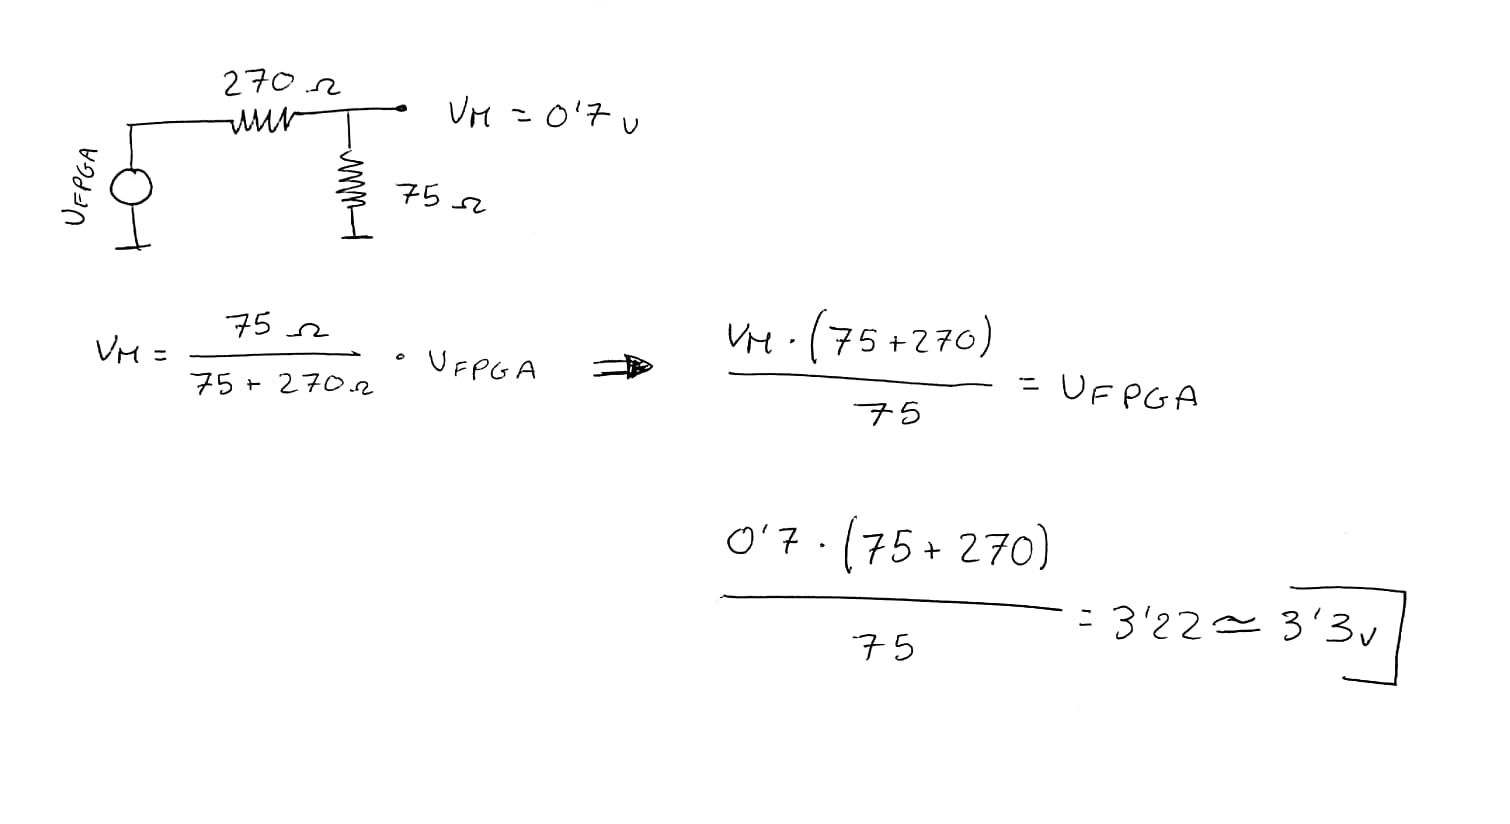 270 Ω
VM = 0'7 V
UFPGA
75 Ω
VM = 75 Ω / 75 + 270 Ω · UFPGA ⇒ VM · (75+270) / 75 = UFPGA
0'7 · (75 + 270) / 75 = 3'22 ≃ 3'3V